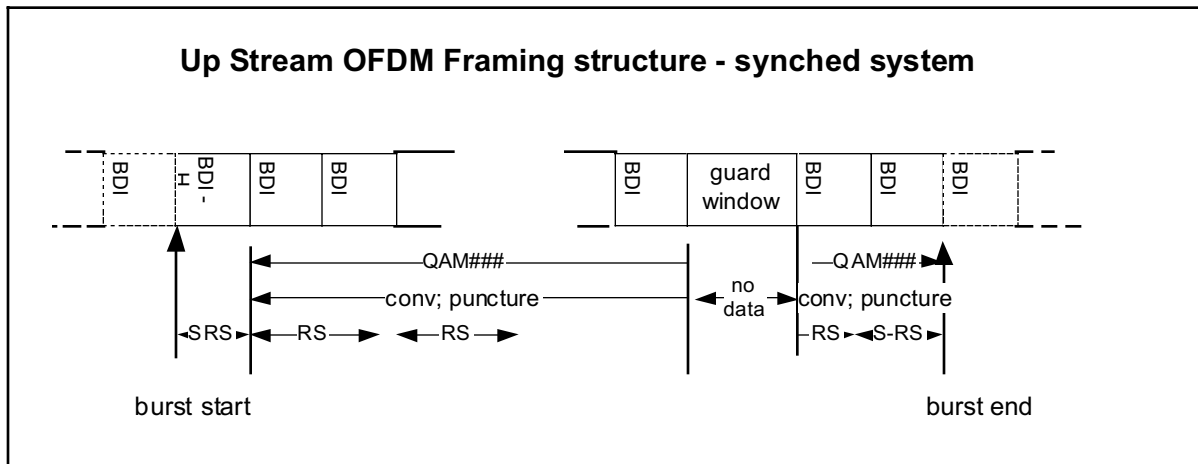 Up Stream OFDM Framing structure - synched system
BDI
BDI -
H
BDI
BDI
BDI
guard
window
BDI
BDI
BDI
QAM###
QAM###
conv; puncture
no
data
conv; puncture
SRS
RS
RS
RS
S-RS
burst start
burst end